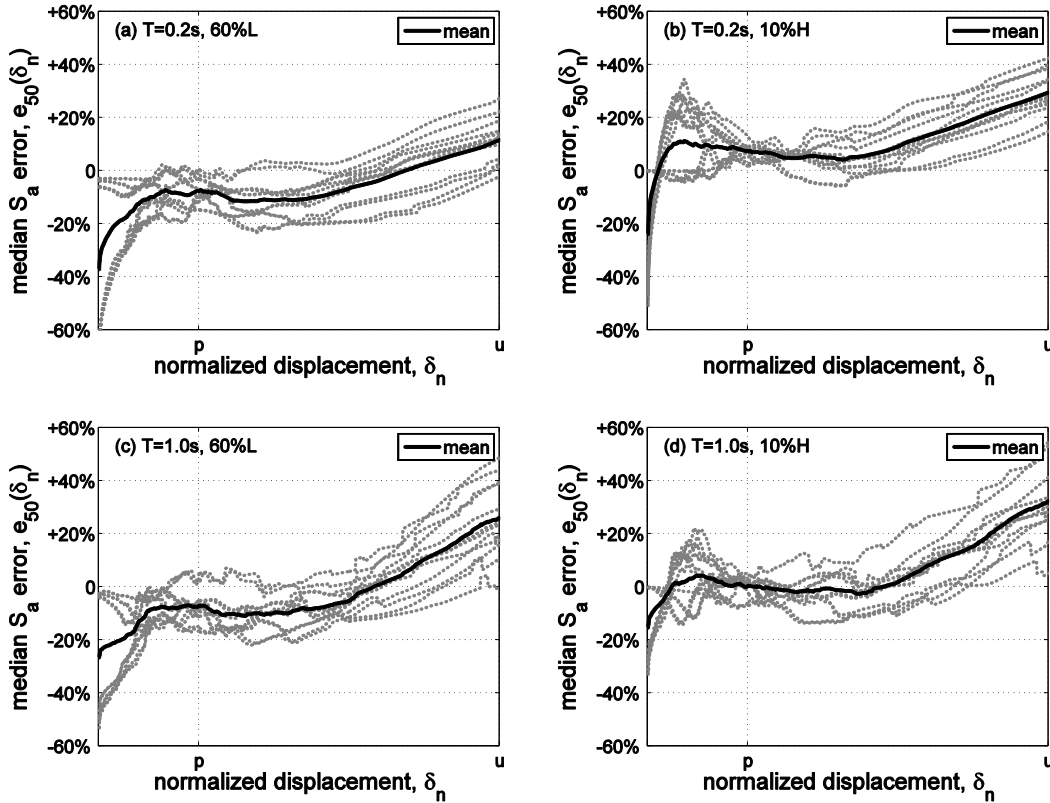 +60%
(a) T=0.2s, 60%L
mean
+40%
+20%
0
-20%
-40%
-60%
median Sa error, e50(δn)
p
u
normalized displacement, δn
+60%
(b) T=0.2s, 10%H
mean
+40%
+20%
0
-20%
-40%
-60%
median Sa error, e50(δn)
p
u
normalized displacement, δn
+60%
(c) T=1.0s, 60%L
mean
+40%
+20%
0
-20%
-40%
-60%
median Sa error, e50(δn)
p
u
normalized displacement, δn
+60%
(d) T=1.0s, 10%H
mean
+40%
+20%
0
-20%
-40%
-60%
median Sa error, e50(δn)
p
u
normalized displacement, δn